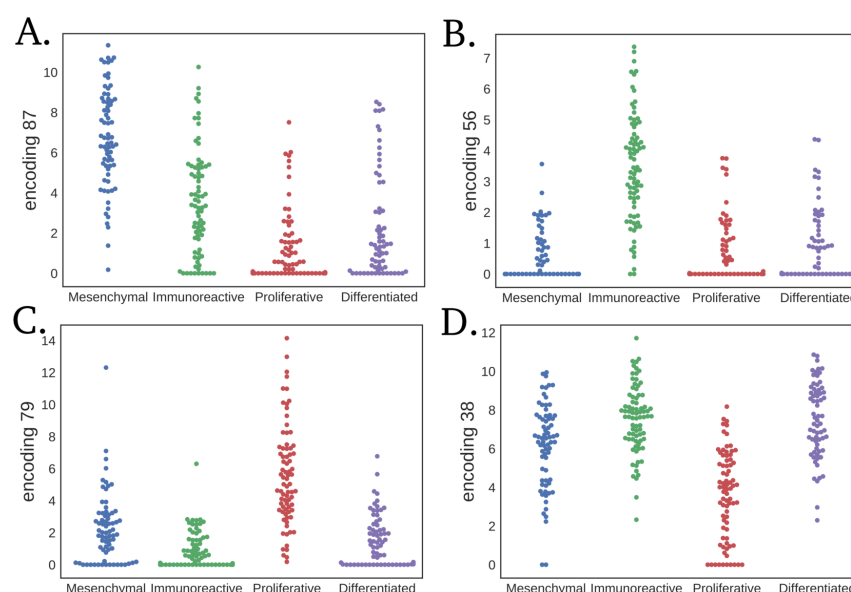 A.
encoding 87
10
8
6
4
2
0
Mesenchymal Immunoreactive Proliferative Differentiated
B.
encoding 56
7
6
5
4
3
2
1
0
Mesenchymal Immunoreactive Proliferative Differentiated
C.
encoding 79
14
12
10
8
6
4
2
0
Mesenchymal Immunoreactive Proliferative Differentiated
D.
encoding 38
12
10
8
6
4
2
0
Mesenchymal Immunoreactive Proliferative Differentiated